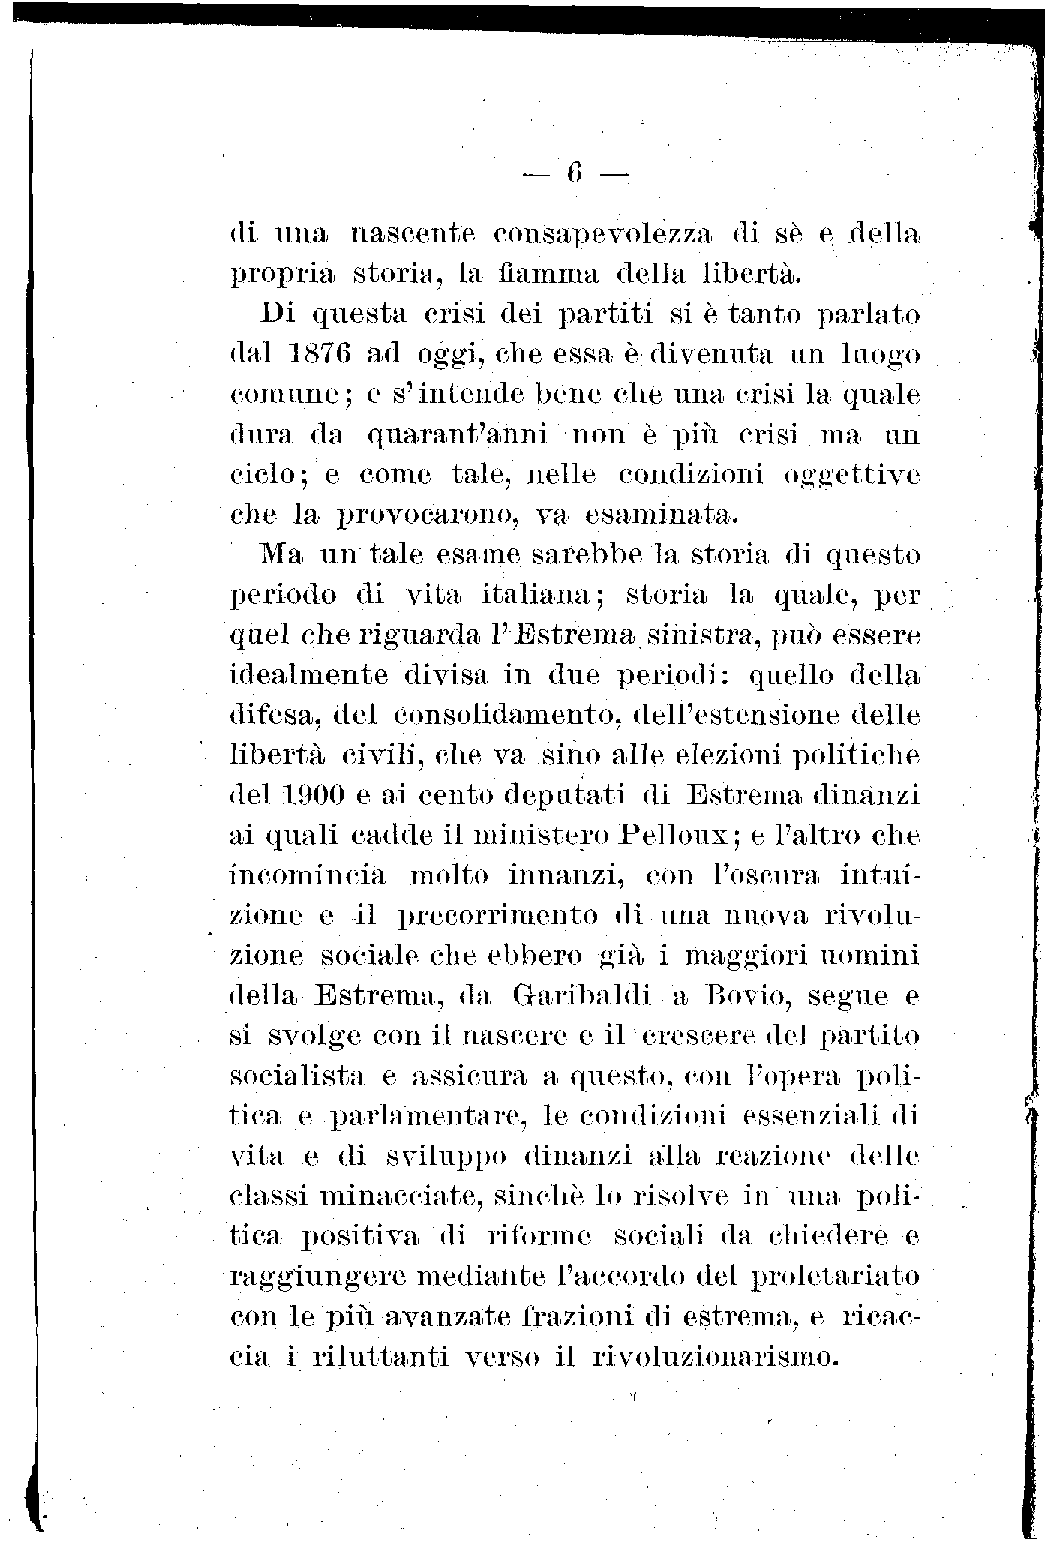 — 6 —
di una nascente consapevolezza di sè e della
propria storia, la fiamma della libertà.
Di questa crisi dei partiti si è tanto parlato
dal 1876 ad oggi, che essa è divenuta un luogo
comune; e s'intende bene che una crisi la quale
dura da quarant'anni non è più crisi ma un
ciclo; e come tale, nelle condizioni oggettive
che la provocarono, va esaminata.
Ma un tale esame sarebbe la storia di questo
periodo di vita italiana; storia la quale, per
quel che riguarda l'Estrema sinistra, può essere
idealmente divisa in due periodi: quello della
difesa, del consolidamento, dell'estensione delle
libertà civili, che va sino alle elezioni politiche
del 1900 e ai cento deputati di Estrema dinanzi
ai quali cadde il ministero Pelloux; e l'altro che
incomincia molto innanzi, con l'oscura intui-
zione e il precorrimento di una nuova rivolu-
zione sociale che ebbero già i maggiori uomini
della Estrema, da Garibaldi a Bovio, segue e
si svolge con il nascere e il crescere del partito
socialista e assicura a questo, con l'opera poli-
tica e parlamentare, le condizioni essenziali di
vita e di sviluppo dinanzi alla reazione delle
classi minacciate, sinchè lo risolve in una poli-
tica positiva di riforme sociali da chiedere e
raggiungere mediante l'accordo del proletariato
con le più avanzate frazioni di estrema, e ricac-
cia i riluttanti verso il rivoluzionarismo.